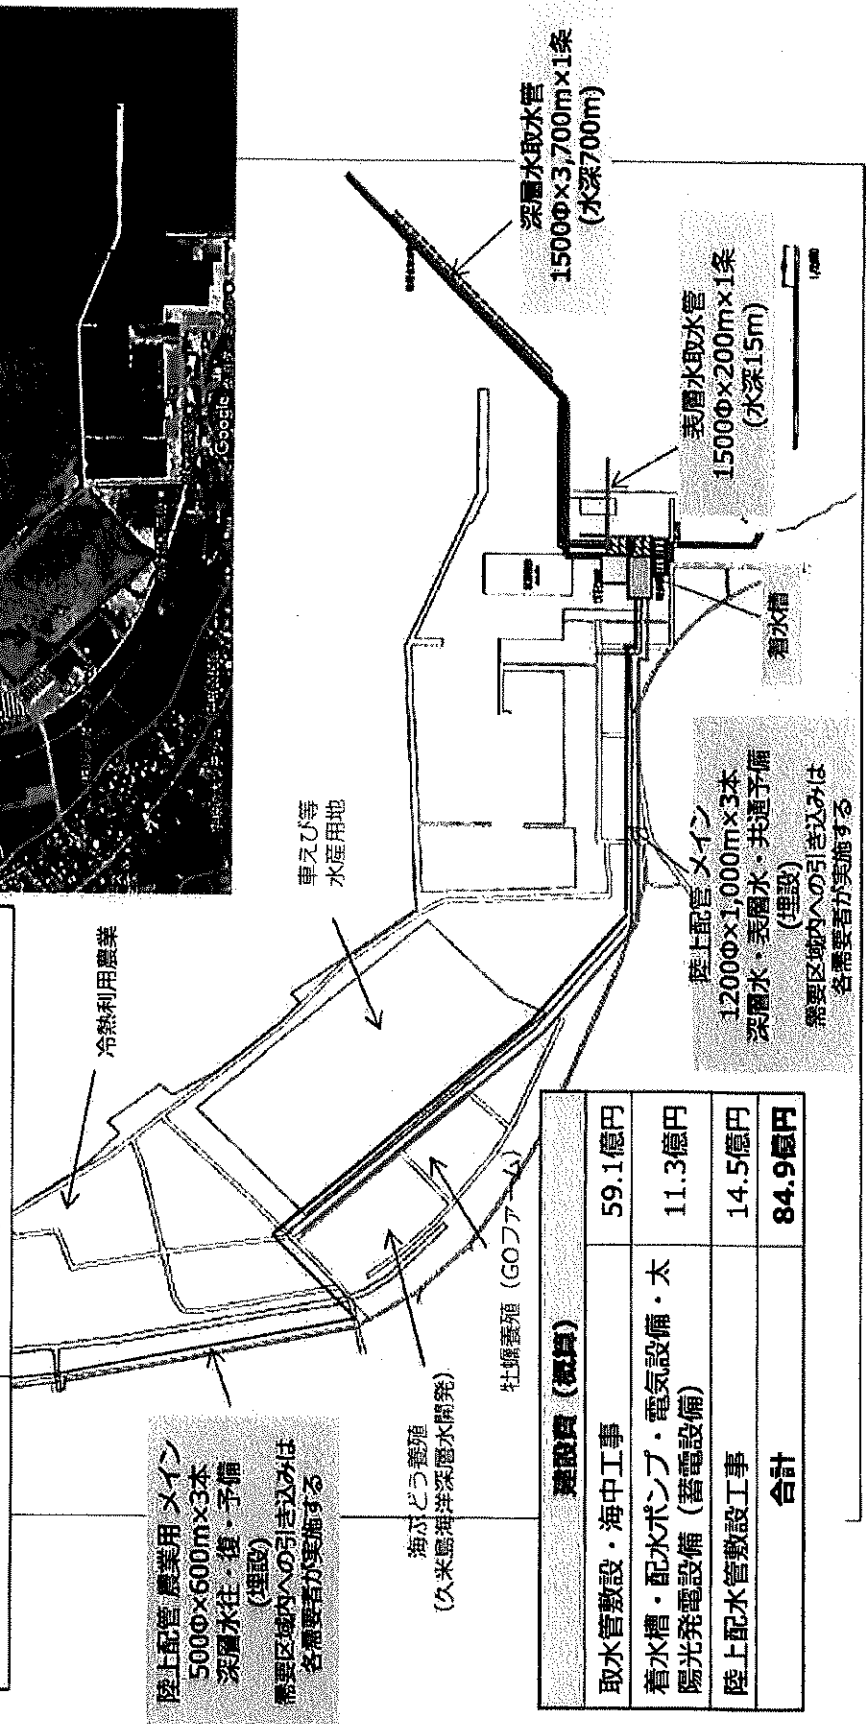 Google
深層水取水管
1500Φ×3,700m×1条
(水深700m)
表層水取水管
1500Φ×200m×1条
(水深15m)
着水槽
車えび等
水産用地
冷熱利用農業
陸上配管 メイン
1200Φ×1,000m×3本
深層水・表層水・共通予備
(埋設)
需要区域内への引き込みは
各需要者が実施する
牡蠣養殖 (GOファーム)
海ぶどう養殖
(久米島海洋深層水開発)
陸上配管 農業用 メイン
500Φ×600m×3本
深層水往・復・予備
(埋設)
需要区域内への引き込みは
各需要者が実施する
建設費 (概算)
取水管敷設・海中工事 59.1億円
着水槽・配水ポンプ・電気設備・太
陽光発電設備 (蓄電設備) 11.3億円
陸上配水管敷設工事 14.5億円
合計 84.9億円